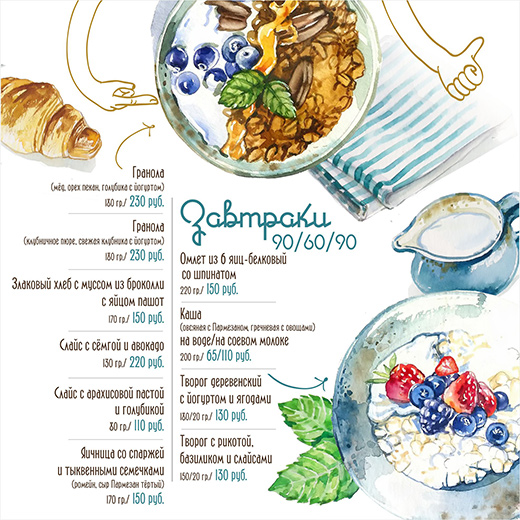 Гранола
(мёд, орех пекан, голубика с йогуртом)
180 гр./ 230 руб.
Гранола
(клубничное пюре, свежая клубника с йогуртом)
180 гр./ 230 руб.
Злаковый хлеб с муссом из брокколи
с яйцом пашот
170 гр./ 150 руб.
Слайс с сёмгой и авокадо
130 гр./ 220 руб.
Слайс с арахисовой пастой
и голубикой
80 гр./ 110 руб.
Яичница со спаржей
и тыквенными семечками
(ромейн, сыр Пармезан тёртый)
170 гр./ 150 руб.
Завтраки
90/60/90
Омлет из 6 яиц-белковый
со шпинатом
220 гр./ 150 руб.
Каша
(овсяная с Пармезаном, гречневая с овощами)
на воде/на соевом молоке
200 гр./ 65/110 руб.
Творог деревенский
с йогуртом и ягодами
180/20 гр./ 130 руб.
Творог с рикотой,
базиликом и слайсами
150/20 гр./ 130 руб.